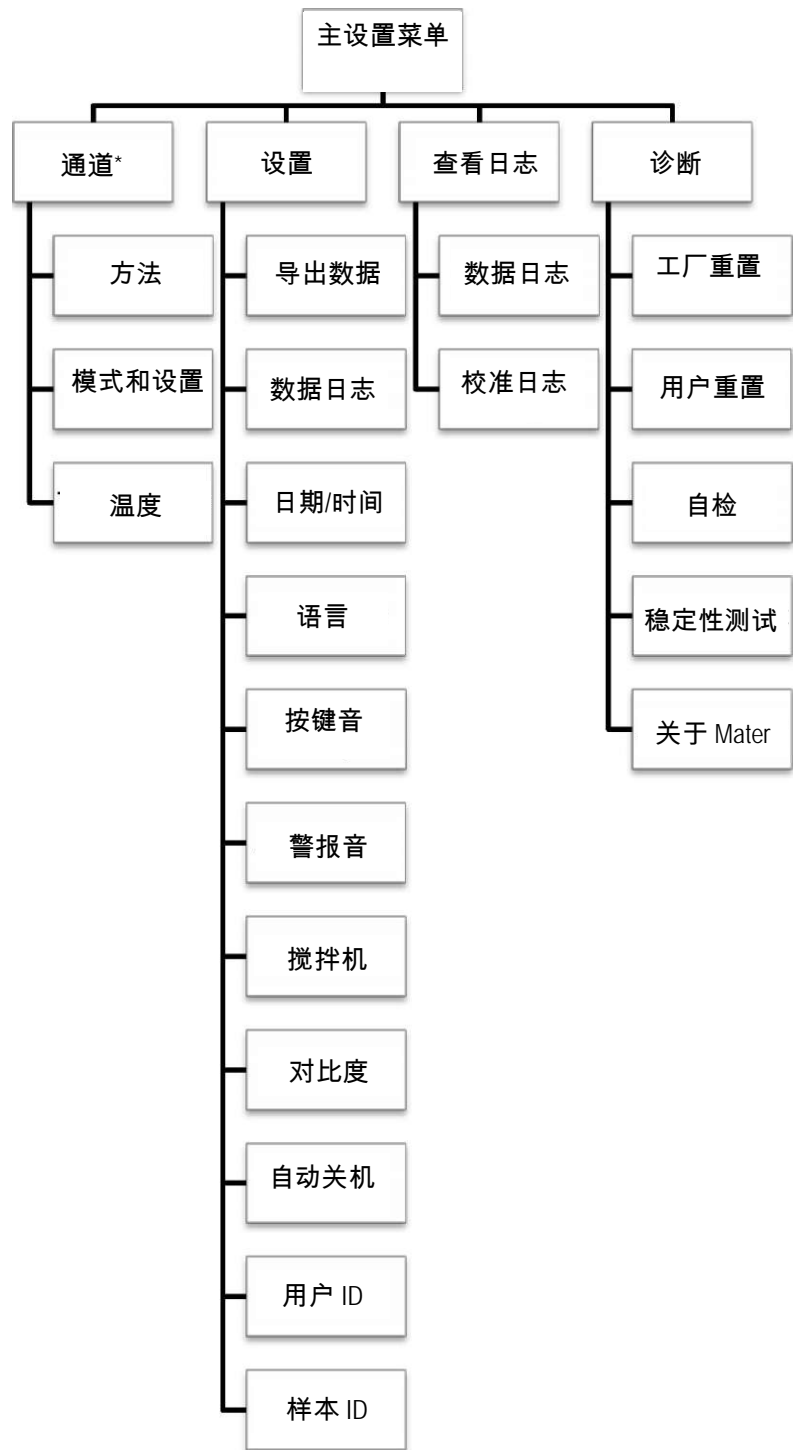 主设置菜单
通道*
设置
查看日志
诊断
方法
模式和设置
温度
导出数据
数据日志
日期/时间
语言
按键音
警报音
搅拌机
对比度
自动关机
用户 ID
样本 ID
数据日志
校准日志
工厂重置
用户重置
自检
稳定性测试
关于 Mater